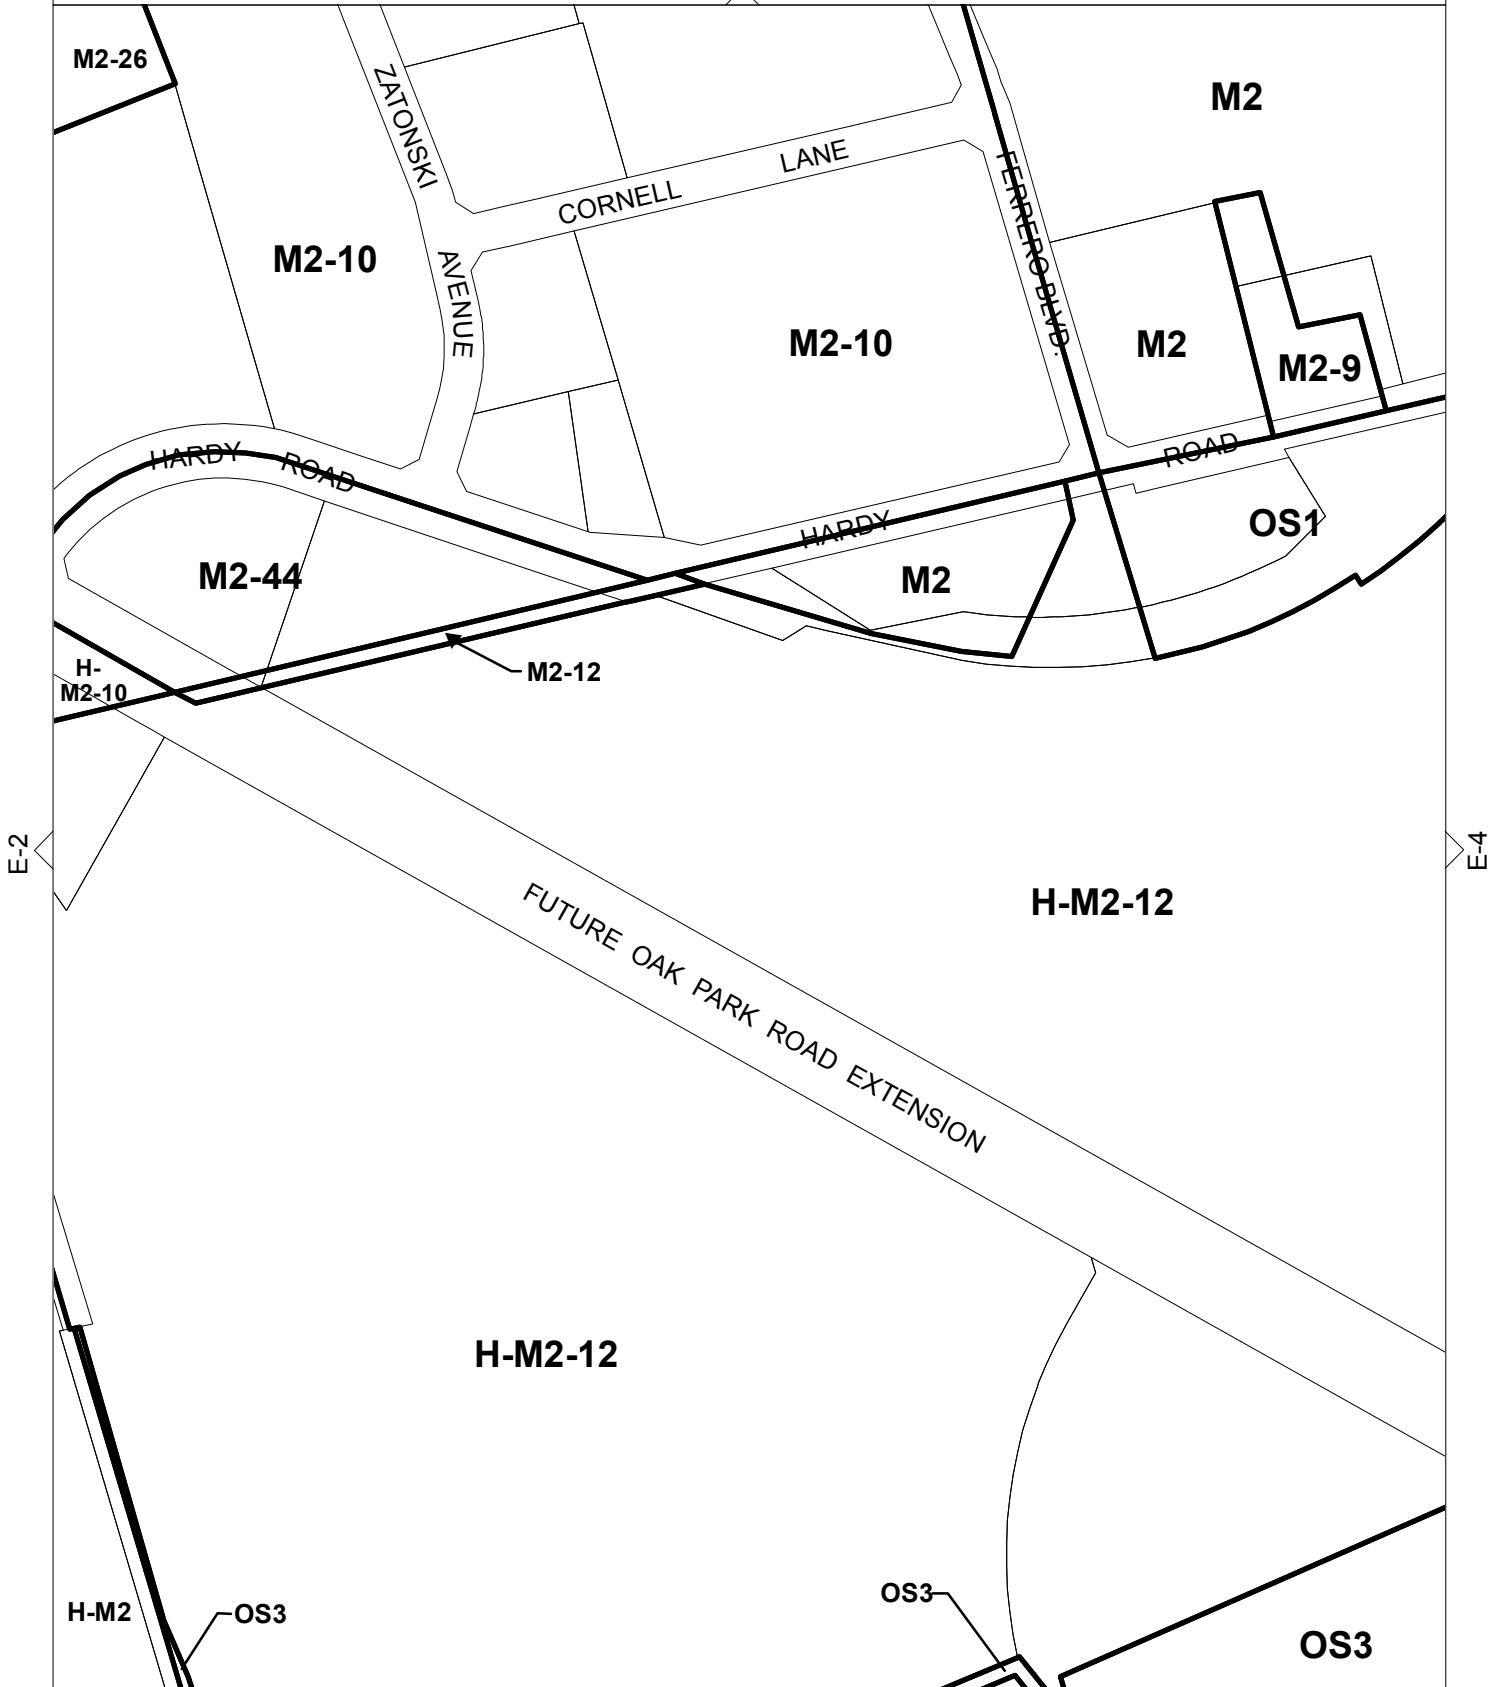 M2-26
ZATONSKI
M2
LANE
CORNELL
FERRERO BLVD.
M2-10
AVENUE
M2-10
M2
M2-9
HARDY
ROAD
ROAD
HARDY
OS1
M2-44
M2
H-
M2-10
M2-12
E-2
E-4
H-M2-12
FUTURE OAK PARK ROAD EXTENSION
H-M2-12
OS3
H-M2
OS3
OS3